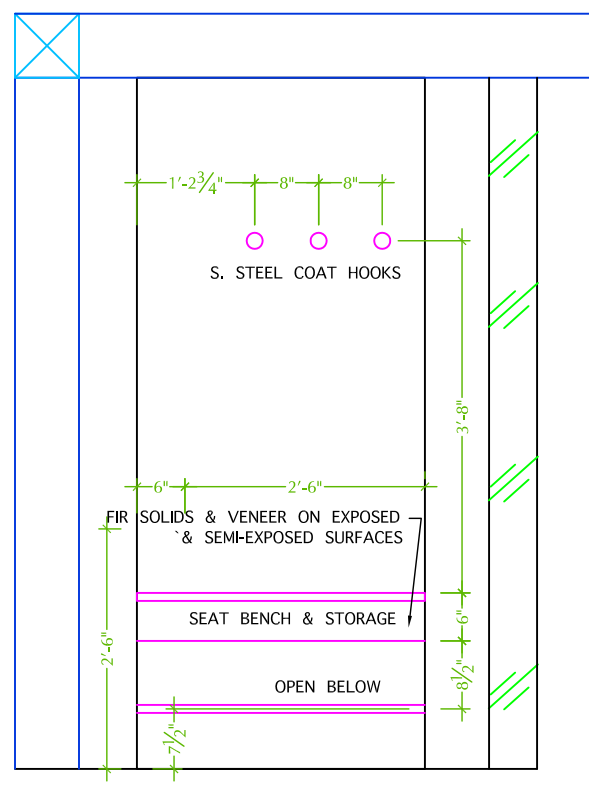 1'-2¾" 8" 8"
S. STEEL COAT HOOKS
3'-8"
6" 2'-6"
FIR SOLIDS & VENEER ON EXPOSED
`& SEMI-EXPOSED SURFACES
SEAT BENCH & STORAGE
6"
2'-6"
8½"
OPEN BELOW
7½"